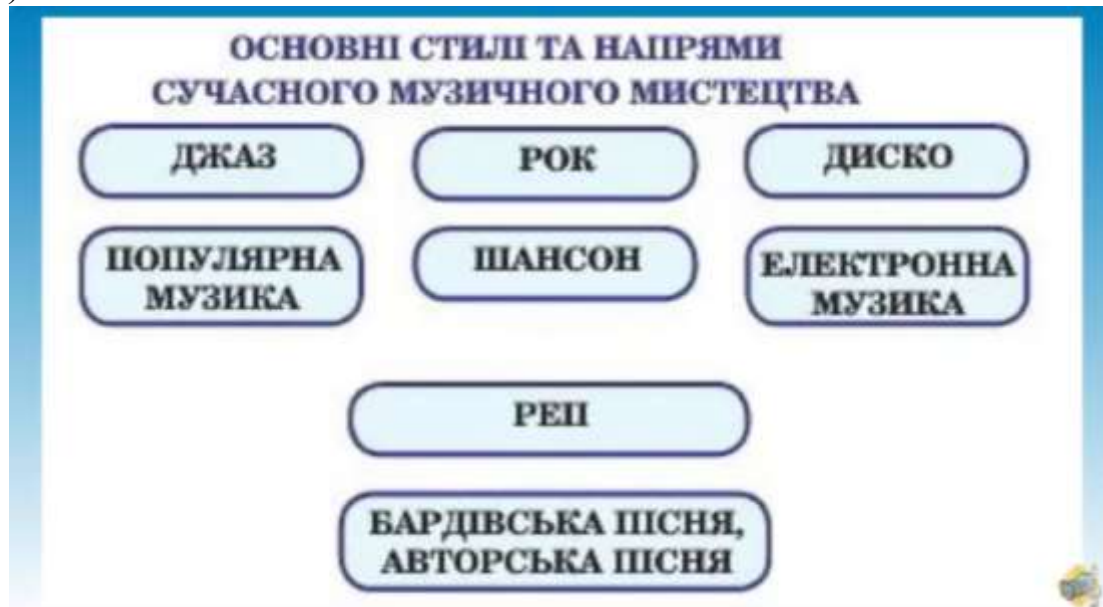 )
ОСНОВНІ СТИЛІ ТА НАПРЯМИ
СУЧАСНОГО МУЗИЧНОГО МИСТЕЦТВА
ДЖАЗ
РОК
ДИСКО
ПОПУЛЯРНА
МУЗИКА
ШАНСОН
ЕЛЕКТРОННА
МУЗИКА
РЕП
БАРДІВСЬКА ПІСНЯ,
АВТОРСЬКА ПІСНЯ